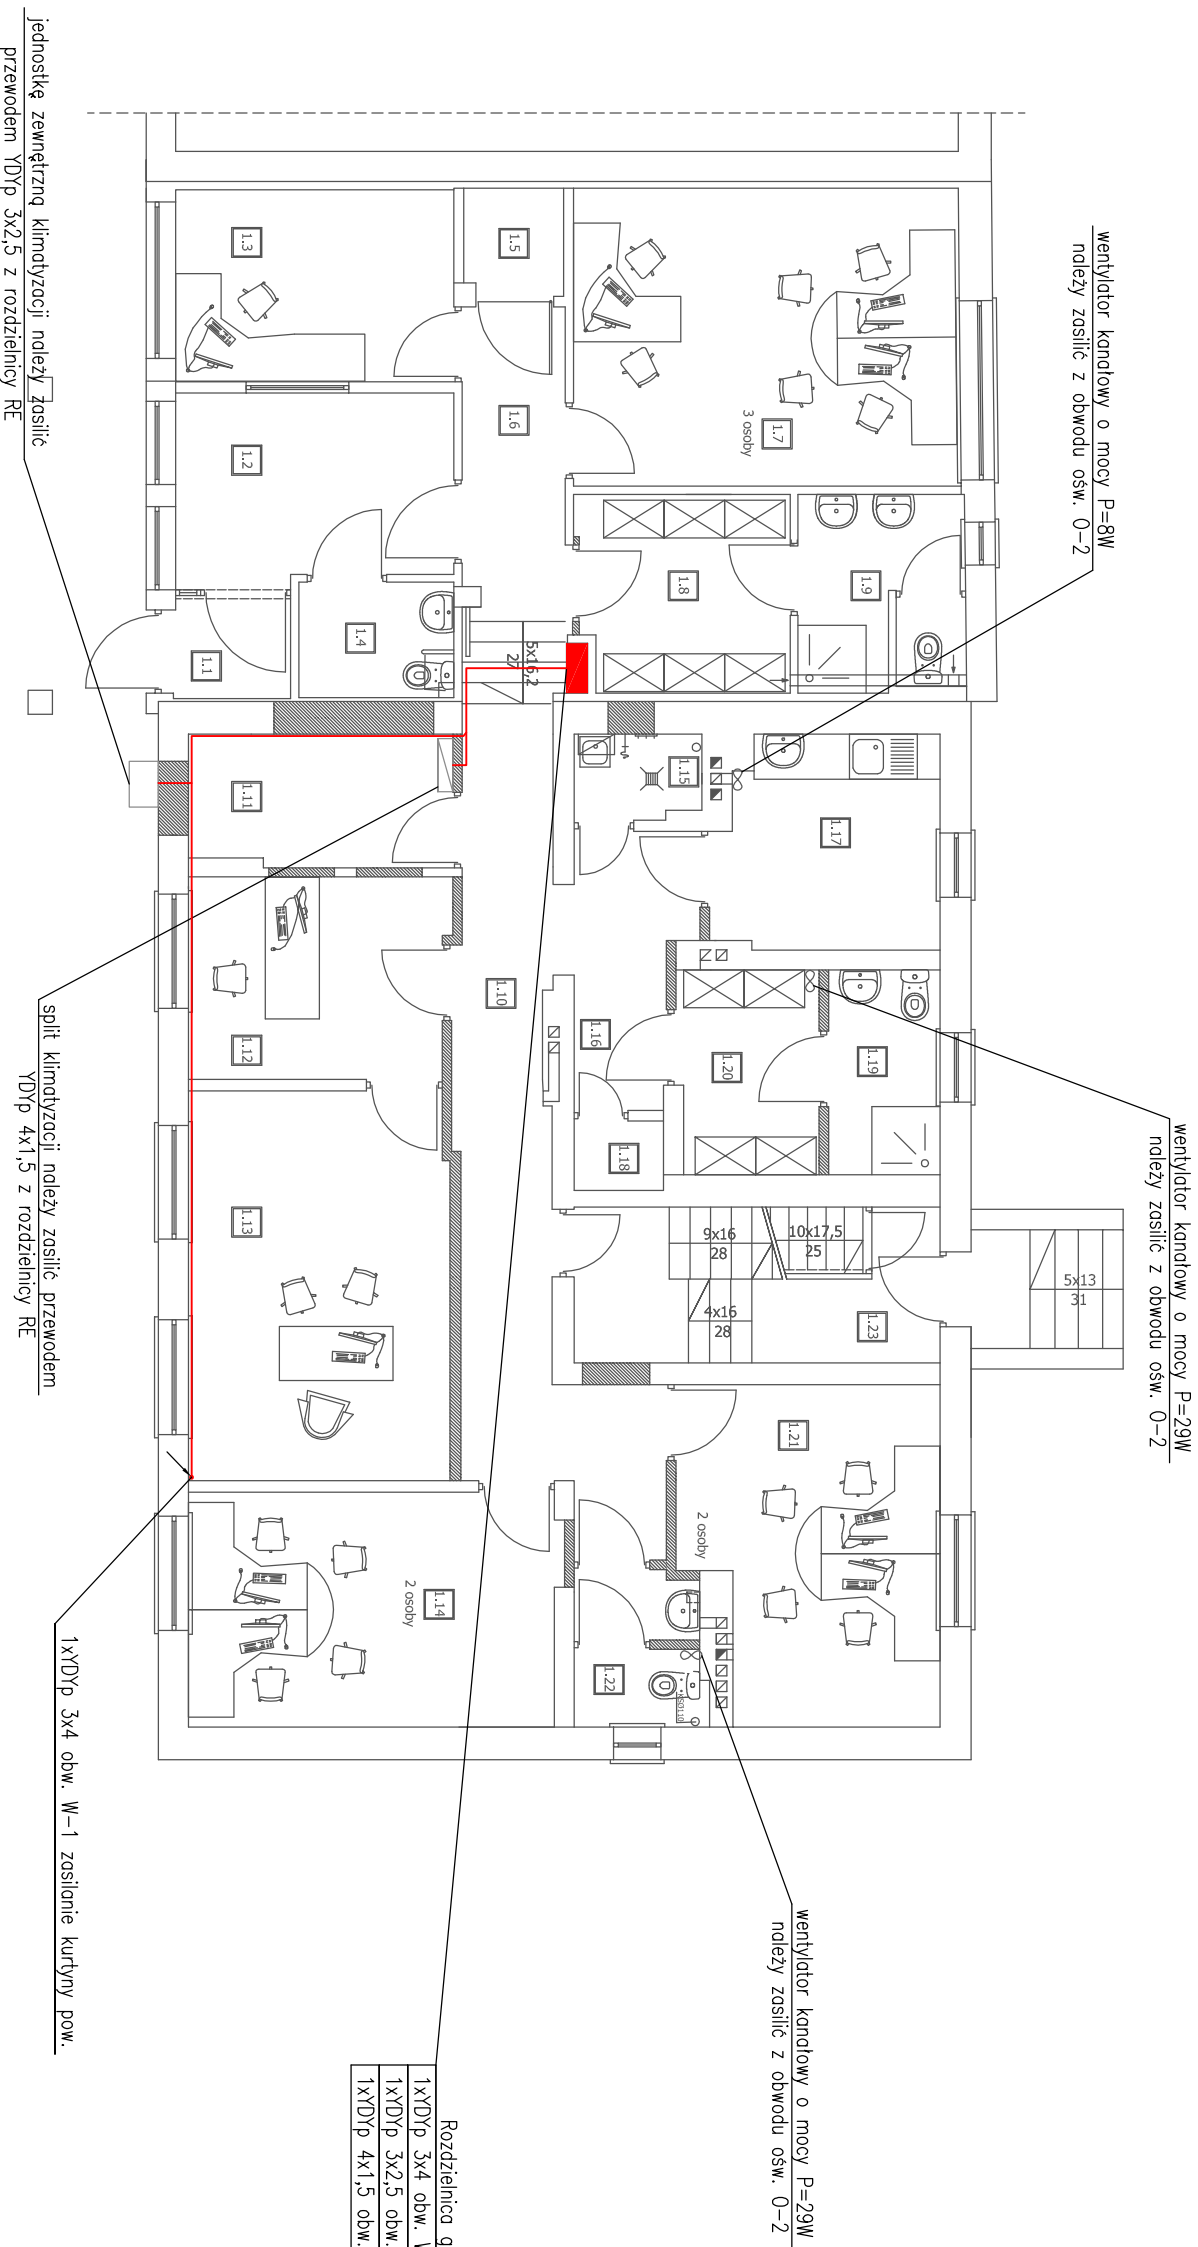 jednostkę zewnętrzną klimatyzacji należy zasilić
przewodem YDYp 3x2,5 z rozdzielnicy RE
wentylator kanałowy o mocy P=8W
należy zasilić z obwodu ośw. O-2
wentylator kanałowy o mocy P=29W
należy zasilić z obwodu ośw. O-2
split klimatyzacji należy zasilić przewodem
YDYp 4x1,5 z rozdzielnicy RE
1xYDYp 3x4 obw. W-1 zasilanie kurtyny pow.
wentylator kanałowy o mocy P=29W
należy zasilić z obwodu ośw. O-2
Rozdzielnica g
1xYDYp 3x4 obw.
1xYDYp 3x2,5 obw.
1xYDYp 4x1,5 obw.
1.3
1.5
1.7
3 osoby
1.6
1.2
1.8
1.9
1.4
1.1
5x16,2
27
1.11
1.15
1.17
1.10
1.12
1.16
1.20
1.19
1.18
1.13
9x16
28
10x17,5
25
4x16
28
5x13
31
1.23
1.21
2 osoby
1.14
2 osoby
1.22
KSØ110